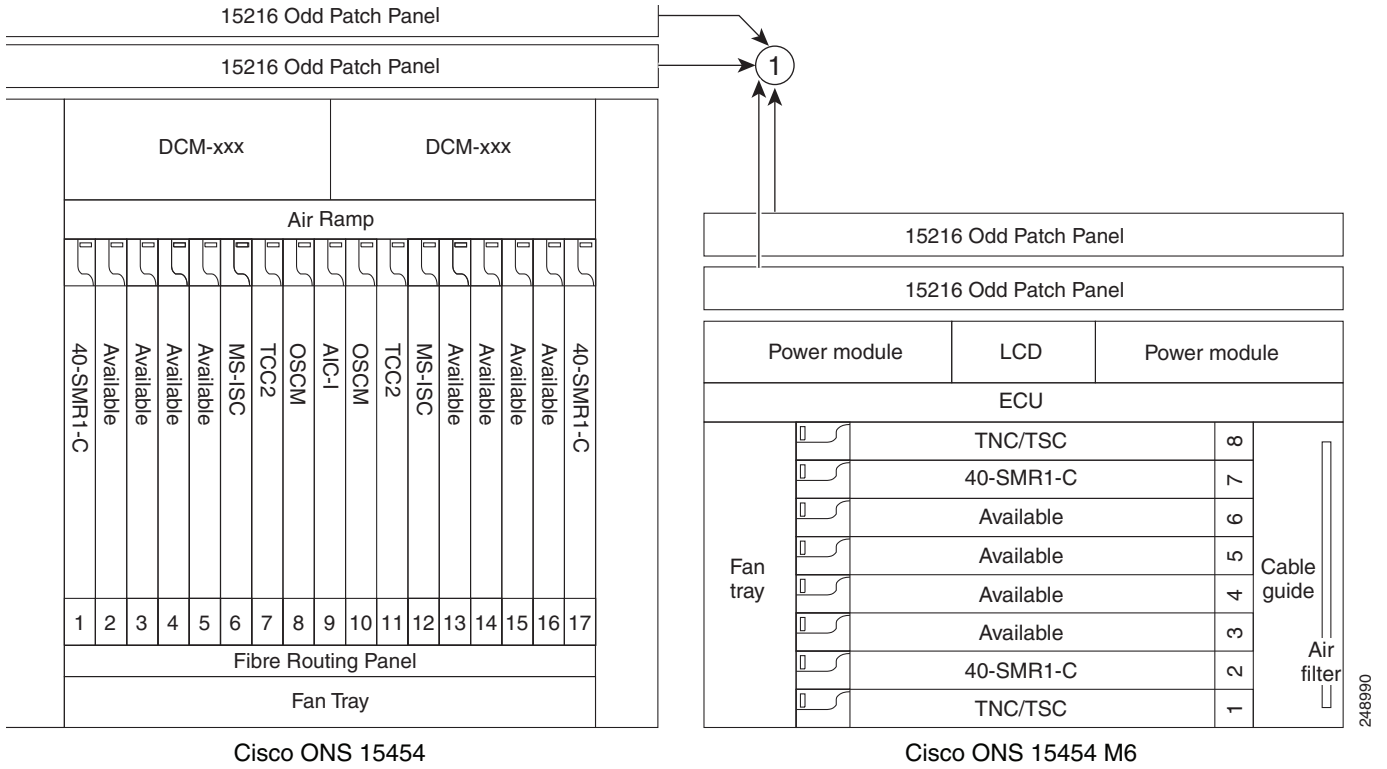 15216 Odd Patch Panel
15216 Odd Patch Panel
1
DCM-xxx
DCM-xxx
Air Ramp
40-SMR1-C
Available
Available
Available
Available
MS-ISC
TCC2
OSCM
AIC-I
OSCM
TCC2
MS-ISC
Available
Available
Available
Available
40-SMR1-C
1 2 3 4 5 6 7 8 9 10 11 12 13 14 15 16 17
Fibre Routing Panel
Fan Tray
Cisco ONS 15454
15216 Odd Patch Panel
15216 Odd Patch Panel
Power module LCD Power module
ECU
Fan
tray
TNC/TSC 8
40-SMR1-C 7
Available 6
Available 5
Available 4
Available 3
40-SMR1-C 2
TNC/TSC 1
Cable
guide
Air
filter
Cisco ONS 15454 M6
248990